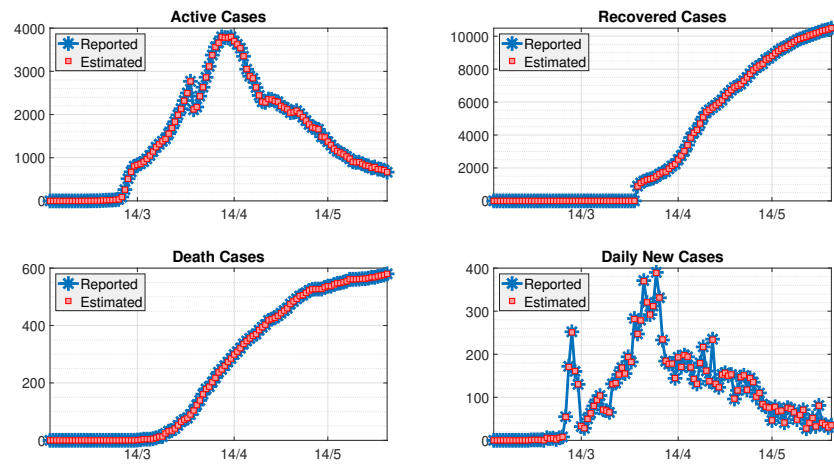 Active Cases
4000
3000
2000
1000
0
14/3 14/4 14/5
Reported
Estimated
Recovered Cases
10000
8000
6000
4000
2000
0
14/3 14/4 14/5
Reported
Estimated
Death Cases
600
400
200
0
14/3 14/4 14/5
Reported
Estimated
Daily New Cases
400
300
200
100
0
14/3 14/4 14/5
Reported
Estimated